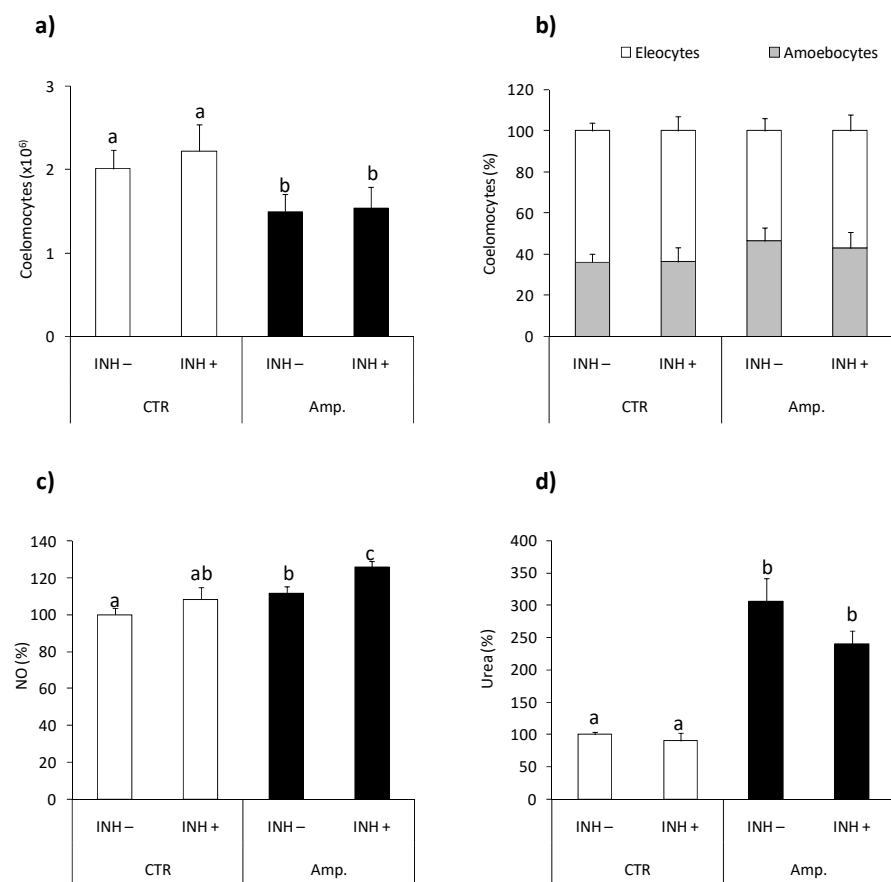 a)
3
2
1
0
Coelomocytes (x10⁶⁾)
a
a
b
b
INH – INH + INH – INH +
CTR Amp.
b)
Eleocytes Amoebocytes
120
100
80
60
40
20
0
Coelomocytes (%)
INH – INH + INH – INH +
CTR Amp.
c)
140
120
100
80
60
40
20
0
NO (%)
a
ab
b
c
INH – INH + INH – INH +
CTR Amp.
d)
400
350
300
250
200
150
100
50
0
Urea (%)
a
a
b
b
INH – INH + INH – INH +
CTR Amp.